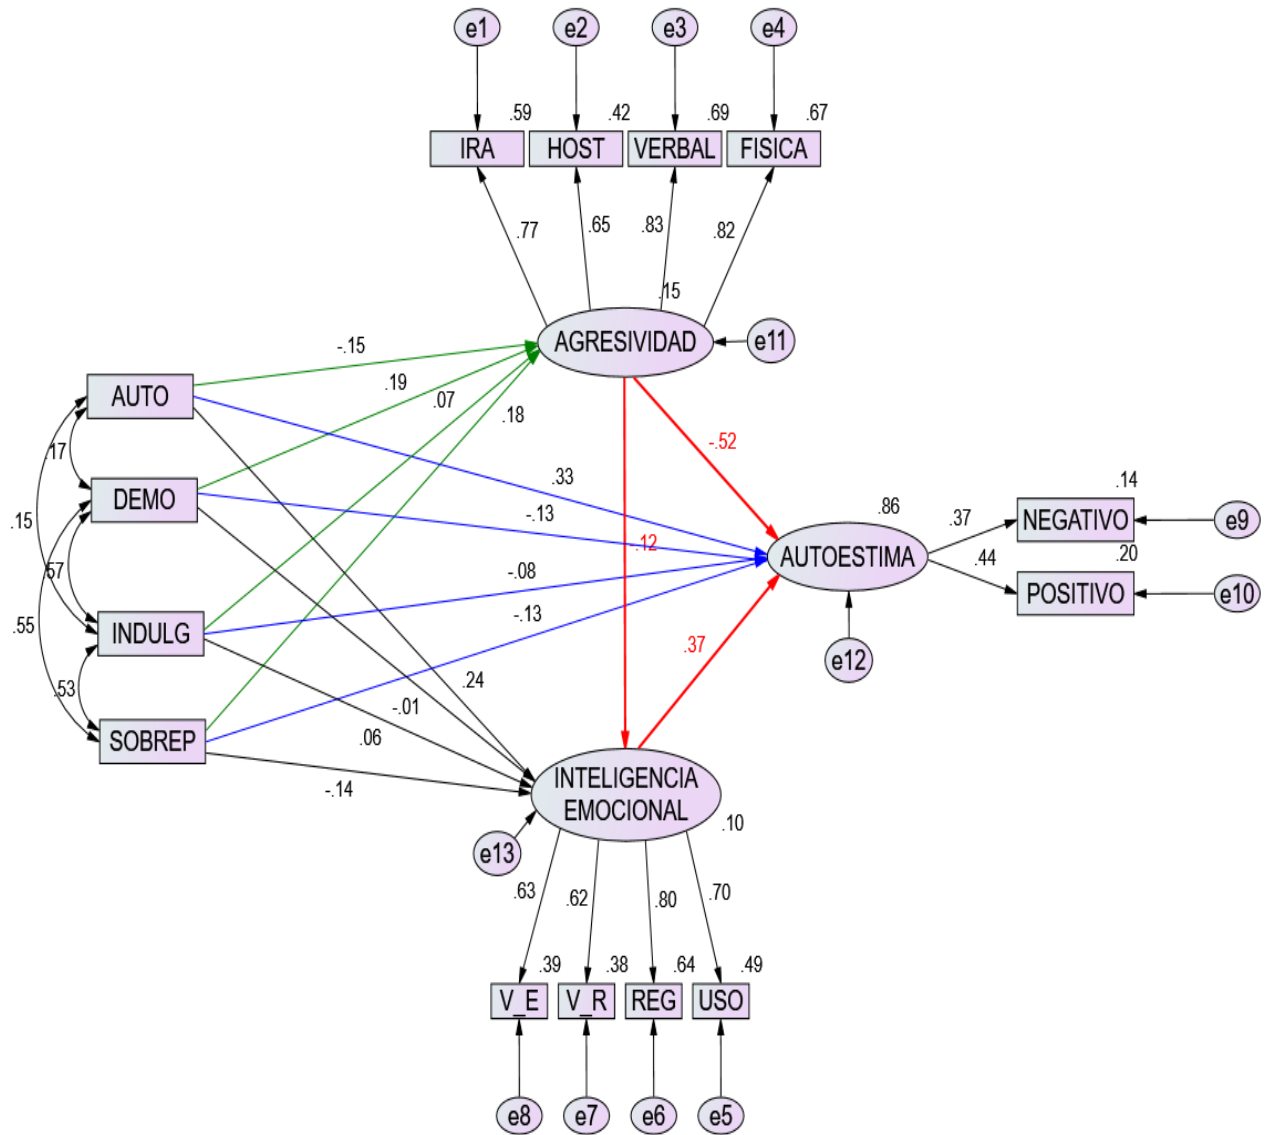 e1 e2 e3 e4
.59 .42 .69 .67
IRA HOST VERBAL FISICA
.77 .65 .83 .82
.15
AGRESIVIDAD e11
-.15
.19
.07
.18
AUTO
.17
-.52
DEMO
.33
-.13
.12
.15
.57
.86
AUTOESTIMA
.37
.44
.14
NEGATIVO e9
.20
POSITIVO e10
e12
-.08
-.13
.55
INDULG
.37
.53
SOBREP
.24
-.01
.06
-.14
INTELIGENCIA
EMOCIONAL
.10
e13
.63 .62 .80 .70
.39 .38 .64 .49
V_E V_R REG USO
e8 e7 e6 e5